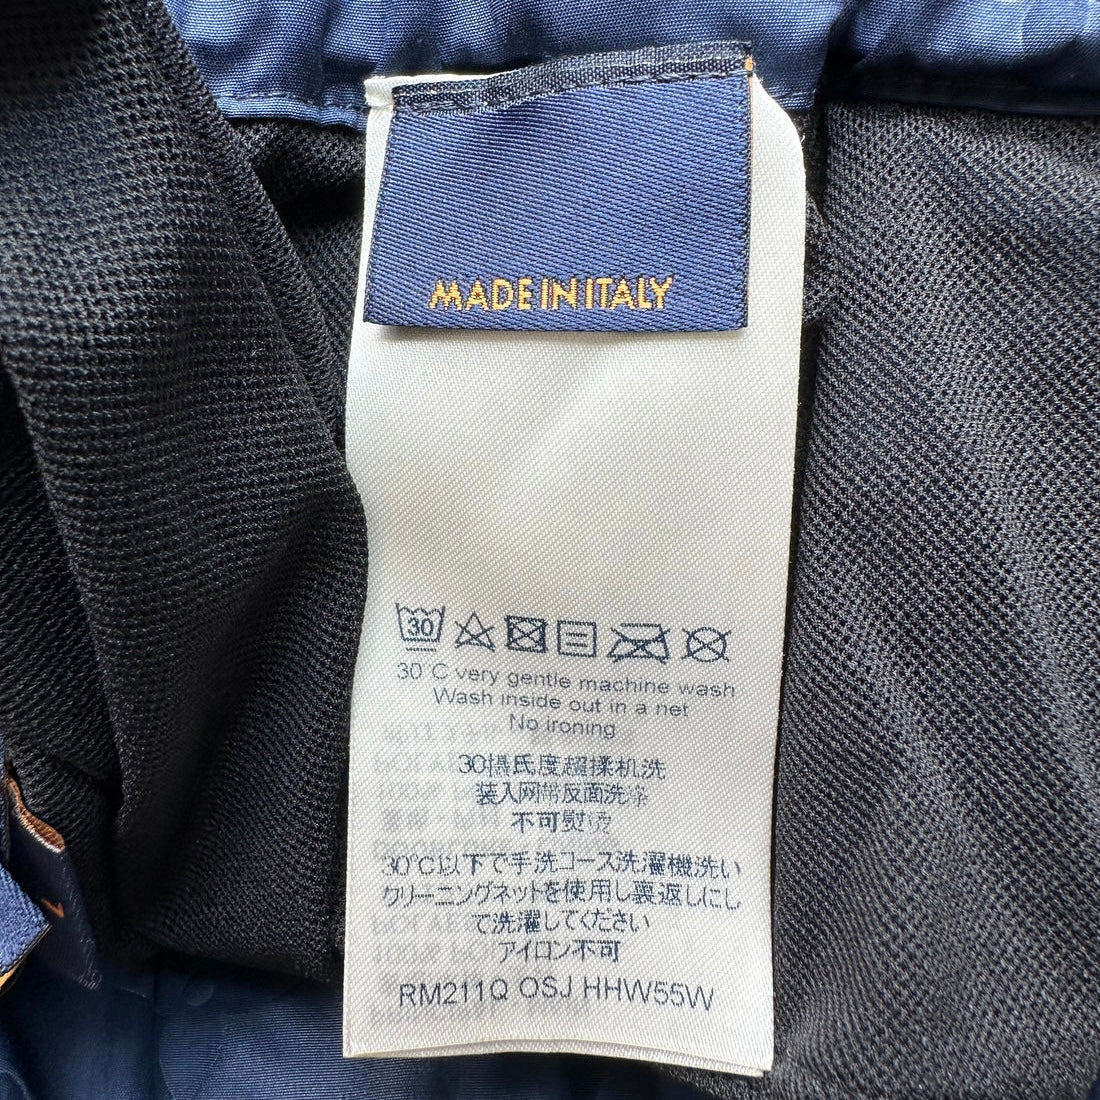 MADE IN ITALY
30
30°C very gentle machine wash
Wash inside out in a net
No ironing
30摄氏度超揉机洗
装入网帘反面洗涤
不可熨烫
30℃以下で手洗コース洗濯機洗い
クリーニングネットを使用し裏返しにし
て洗濯してください
アイロン不可
RM211Q OSJ HHW55W